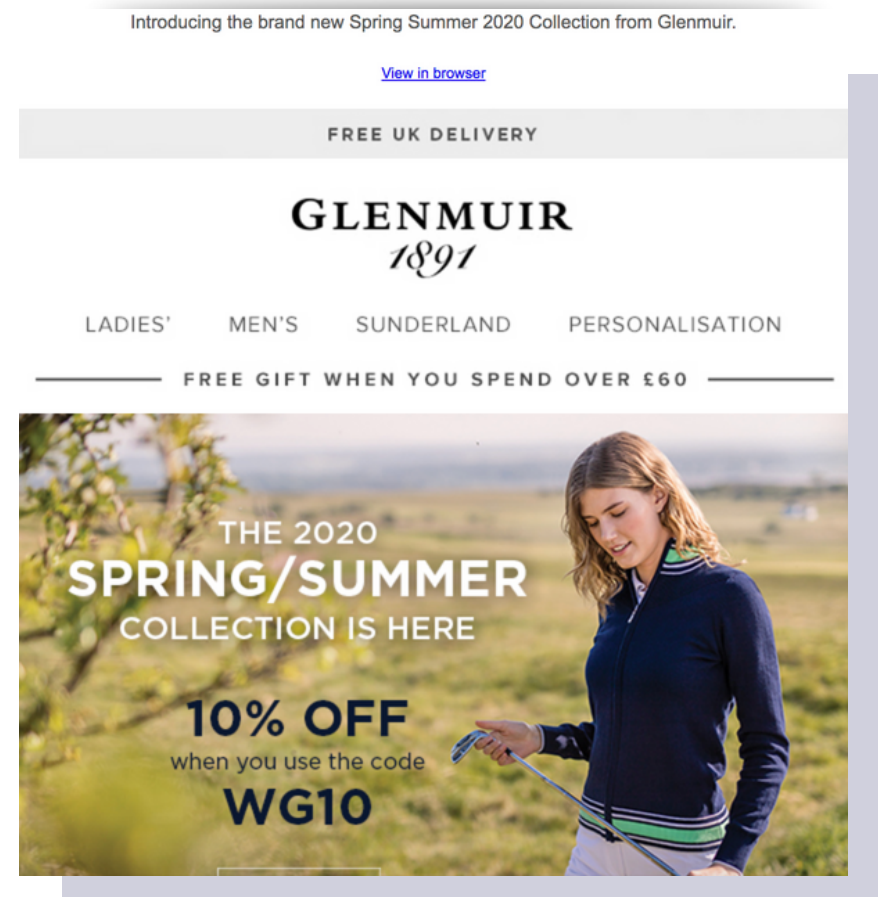 Introducing the brand new Spring Summer 2020 Collection from Glenmuir.
View in browser
FREE UK DELIVERY
GLENMUIR
1891
LADIES' MEN'S SUNDERLAND PERSONALISATION
FREE GIFT WHEN YOU SPEND OVER £60
THE 2020
SPRING/SUMMER
COLLECTION IS HERE
10% OFF
when you use the code
WG10